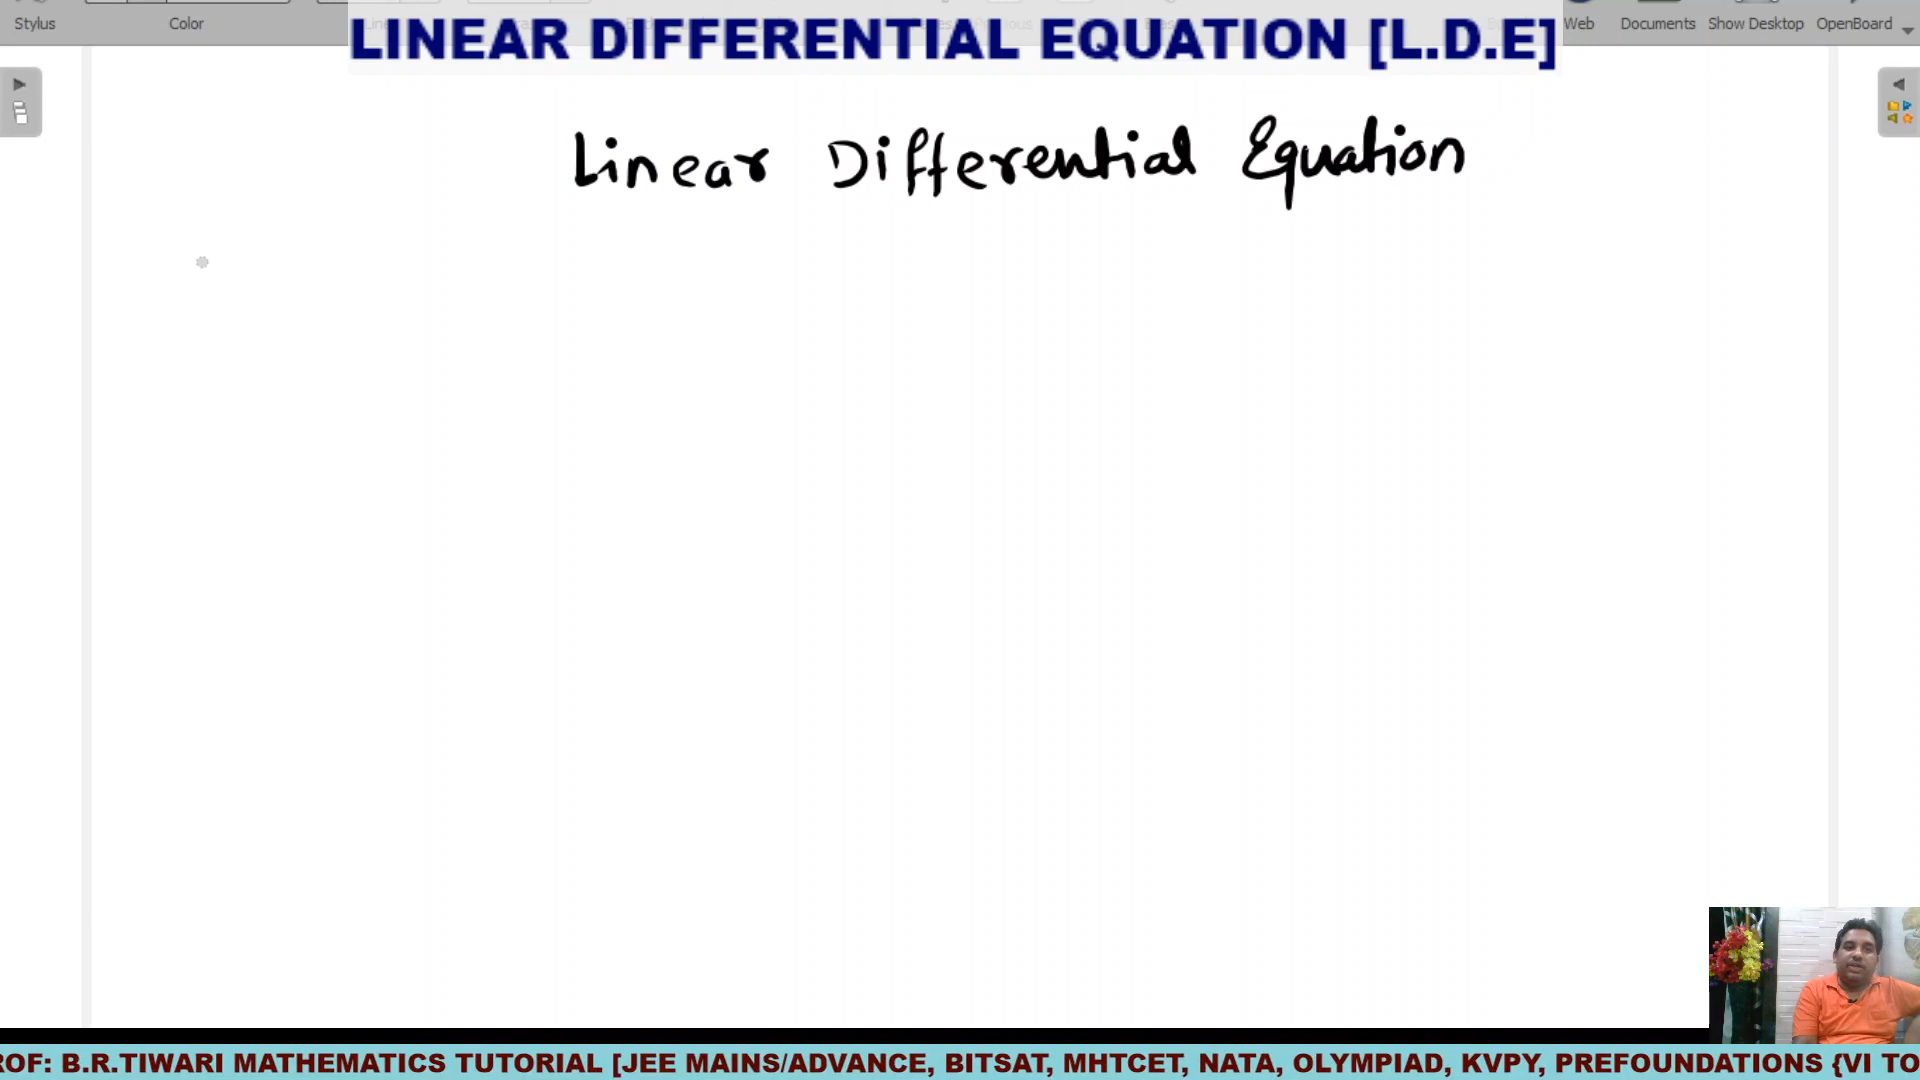 Stylus Color Web Documents Show Desktop OpenBoard
LINEAR DIFFERENTIAL EQUATION [L.D.E]
Linear Differential Equation
ROF: B.R.TIWARI MATHEMATICS TUTORIAL [JEE MAINS/ADVANCE, BITSAT, MHTCET, NATA, OLYMPIAD, KVPY, PREFOUNDATIONS {VI TO